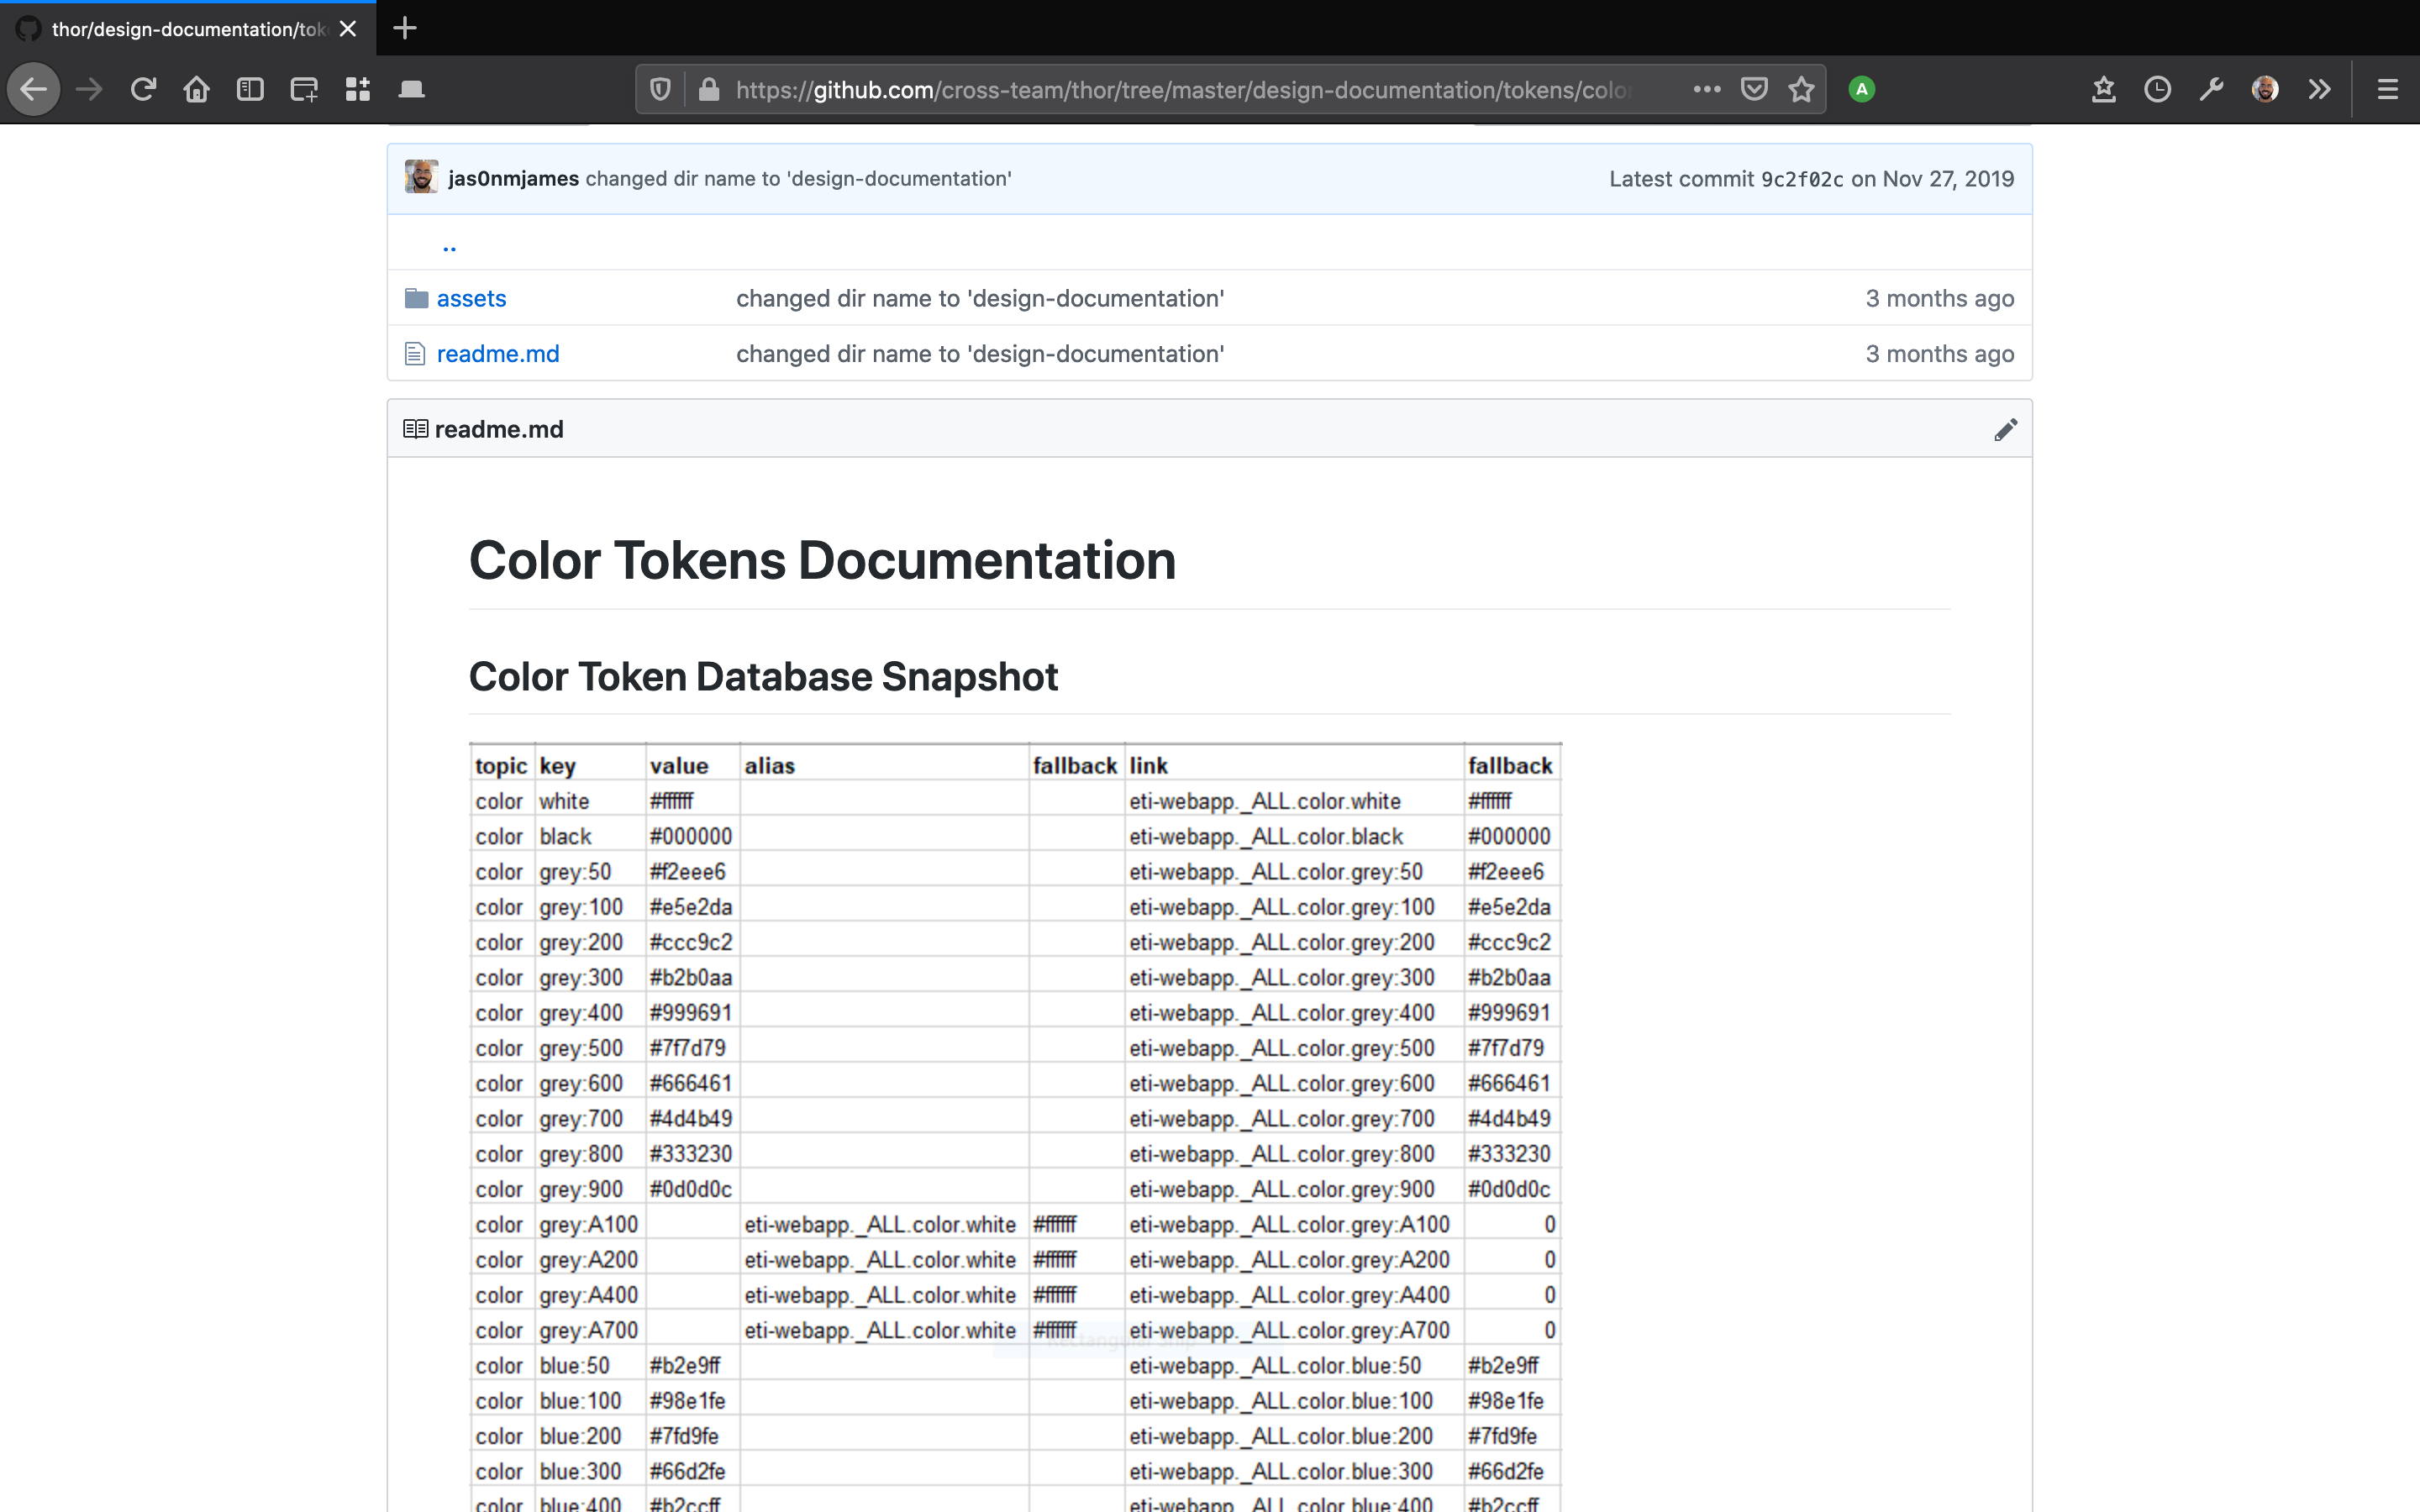 thor/design-documentation/tok
https://github.com/cross-team/thor/tree/master/design-documentation/tokens/colo
A
jas0nmjames changed dir name to 'design-documentation' Latest commit 9c2f02c on Nov 27, 2019
..
assets changed dir name to 'design-documentation' 3 months ago
readme.md changed dir name to 'design-documentation' 3 months ago
readme.md
Color Tokens Documentation
Color Token Database Snapshot
topic key value alias fallback link fallback
color white #ffffff eti-webapp._ALL.color.white #ffffff
color black #000000 eti-webapp._ALL.color.black #000000
color grey:50 #f2eee6 eti-webapp._ALL.color.grey:50 #f2eee6
color grey:100 #e5e2da eti-webapp._ALL.color.grey:100 #e5e2da
color grey:200 #ccc9c2 eti-webapp._ALL.color.grey:200 #ccc9c2
color grey:300 #b2b0aa eti-webapp._ALL.color.grey:300 #b2b0aa
color grey:400 #999691 eti-webapp._ALL.color.grey:400 #999691
color grey:500 #7f7d79 eti-webapp._ALL.color.grey:500 #7f7d79
color grey:600 #666461 eti-webapp._ALL.color.grey:600 #666461
color grey:700 #4d4b49 eti-webapp._ALL.color.grey:700 #4d4b49
color grey:800 #333230 eti-webapp._ALL.color.grey:800 #333230
color grey:900 #0d0d0c eti-webapp._ALL.color.grey:900 #0d0d0c
color grey:A100 eti-webapp._ALL.color.white #ffffff eti-webapp._ALL.color.grey:A100 0
color grey:A200 eti-webapp._ALL.color.white #ffffff eti-webapp._ALL.color.grey:A200 0
color grey:A400 eti-webapp._ALL.color.white #ffffff eti-webapp._ALL.color.grey:A400 0
color grey:A700 eti-webapp._ALL.color.white #ffffff eti-webapp._ALL.color.grey:A700 0
color blue:50 #b2e9ff eti-webapp._ALL.color.blue:50 #b2e9ff
color blue:100 #98e1fe eti-webapp._ALL.color.blue:100 #98e1fe
color blue:200 #7fd9fe eti-webapp._ALL.color.blue:200 #7fd9fe
color blue:300 #66d2fe eti-webapp._ALL.color.blue:300 #66d2fe
color blue:400 #b2ccff eti-webapp._ALL.color.blue:400 #b2ccff